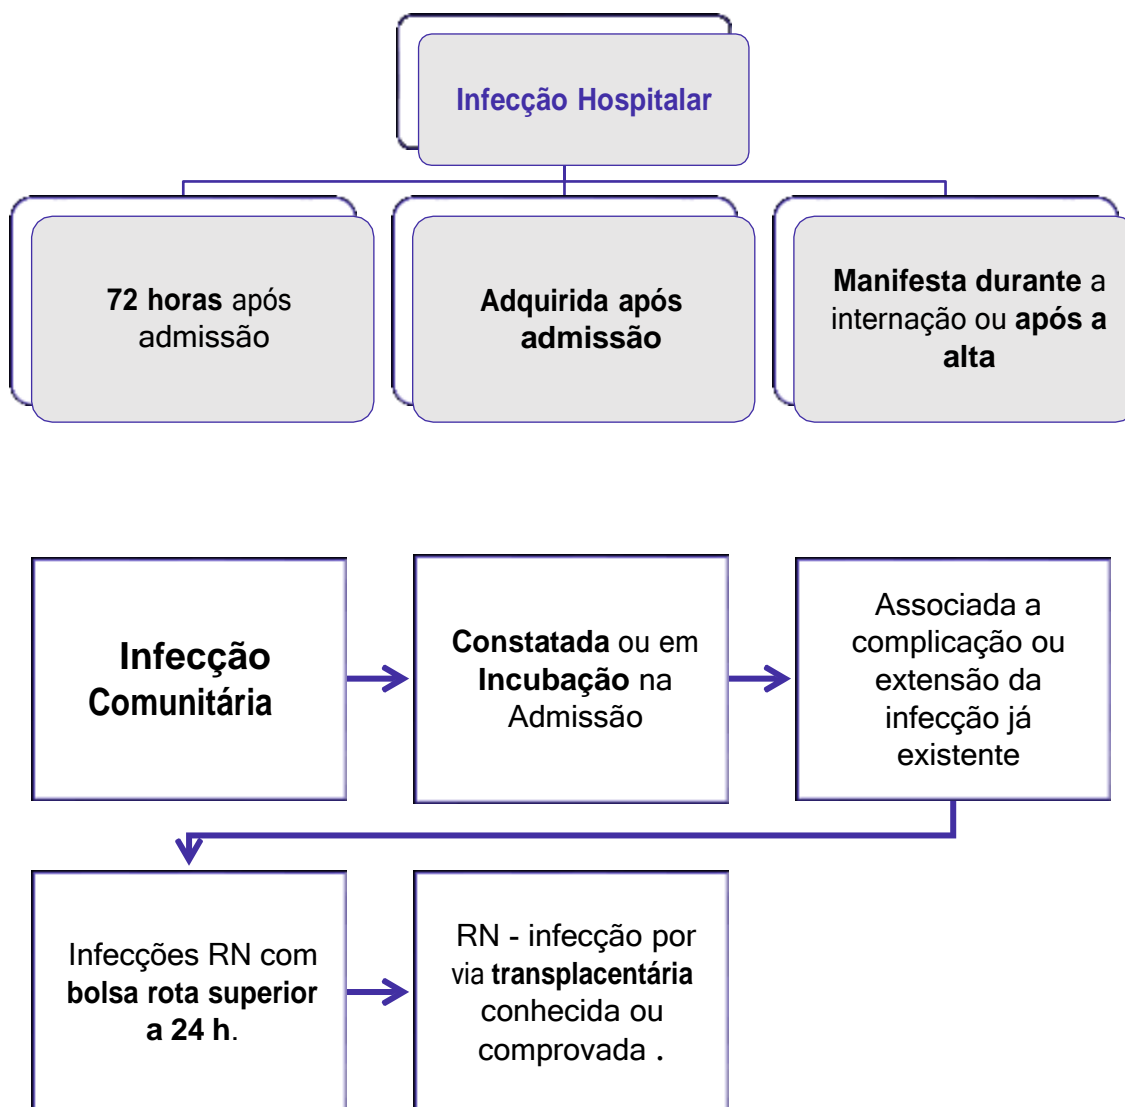 Infecção Hospitalar
72 horas após
admissão
Adquirida após
admissão
Manifesta durante a
internação ou após a
alta
Infecção
Comunitária
Constatada ou em
Incubação na
Admissão
Associada a
complicação ou
extensão da
infecção já
existente
Infecções RN com
bolsa rota superior
a 24 h.
RN - infecção por
via transplacentária
conhecida ou
comprovada .